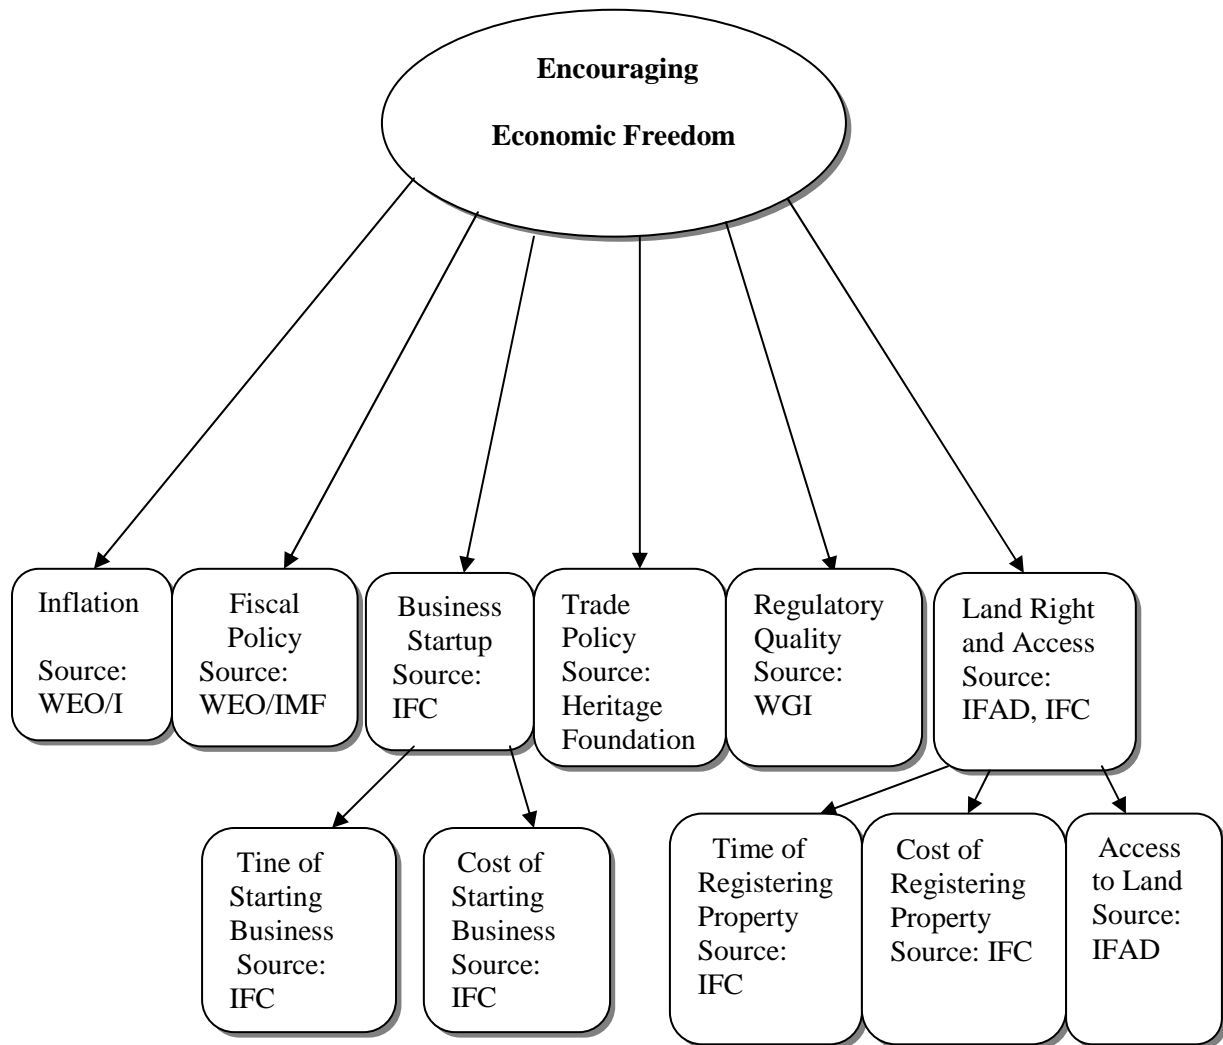 Encouraging
Economic Freedom
Inflation
Source:
WEO/I
Fiscal
Policy
Source:
WEO/IMF
Business
Startup
Source:
IFC
Trade
Policy
Source:
Heritage
Foundation
Regulatory
Quality
Source:
WGI
Land Right
and Access
Source:
IFAD, IFC
Tine of
Starting
Business
Source:
IFC
Cost of
Starting
Business
Source:
IFC
Time of
Registering
Property
Source:
IFC
Cost of
Registering
Property
Source: IFC
Access
to Land
Source:
IFAD